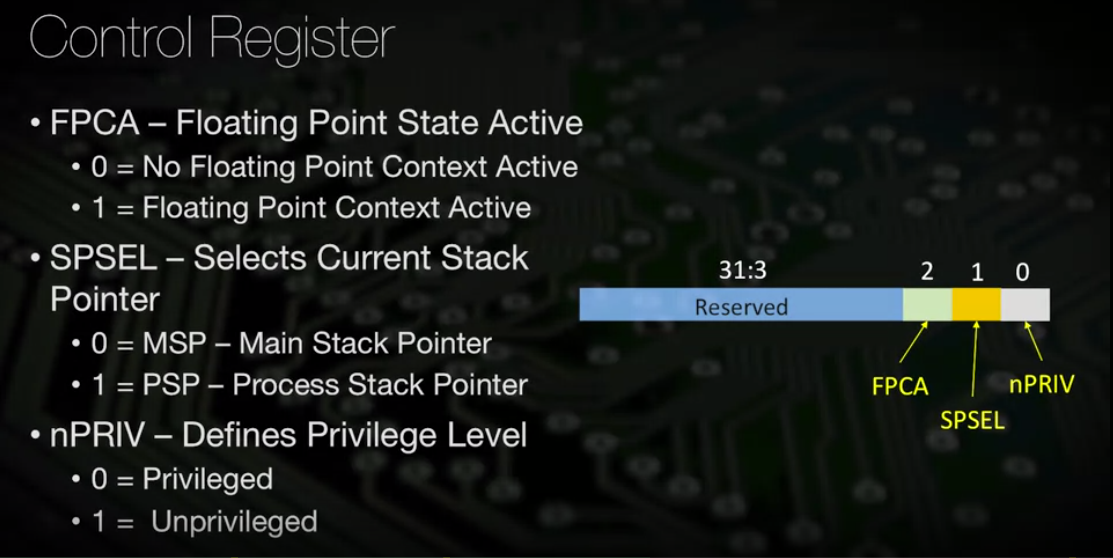 Control Register
• FPCA – Floating Point State Active
• 0 = No Floating Point Context Active
• 1 = Floating Point Context Active
• SPSEL – Selects Current Stack
Pointer
• 0 = MSP – Main Stack Pointer
• 1 = PSP – Process Stack Pointer
• nPRIV – Defines Privilege Level
• 0 = Privileged
• 1 = Unprivileged
31:3 2 1 0
Reserved
FPCA
nPRIV
SPSEL